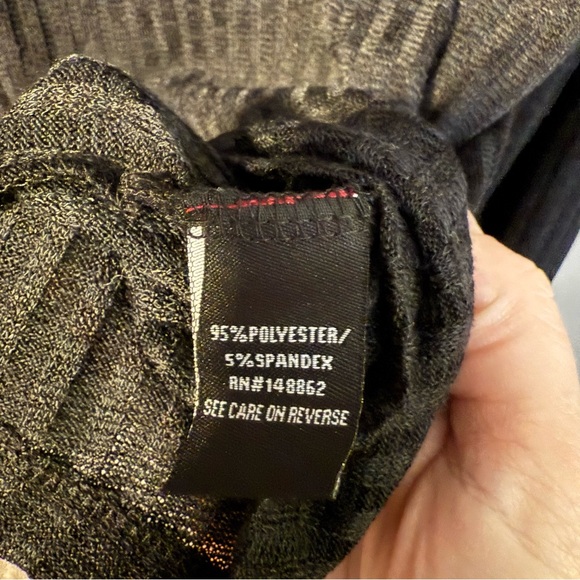 95%POLYESTER/
5%SPANDEX
RN#148862
SEE CARE ON REVERSE